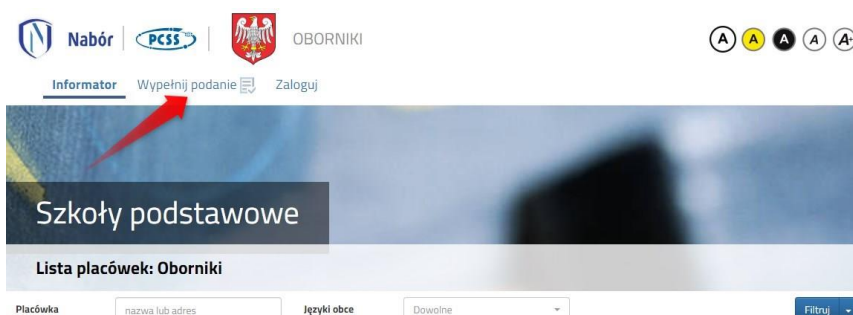 Nabór PCSS OBORNIKI A A A A A+
Informator Wypełnij podanie Zaloguj
Szkoły podstawowe
Lista placówek: Oborniki
Placówka nazwa lub adres Języki obce Dowolne Filtruj